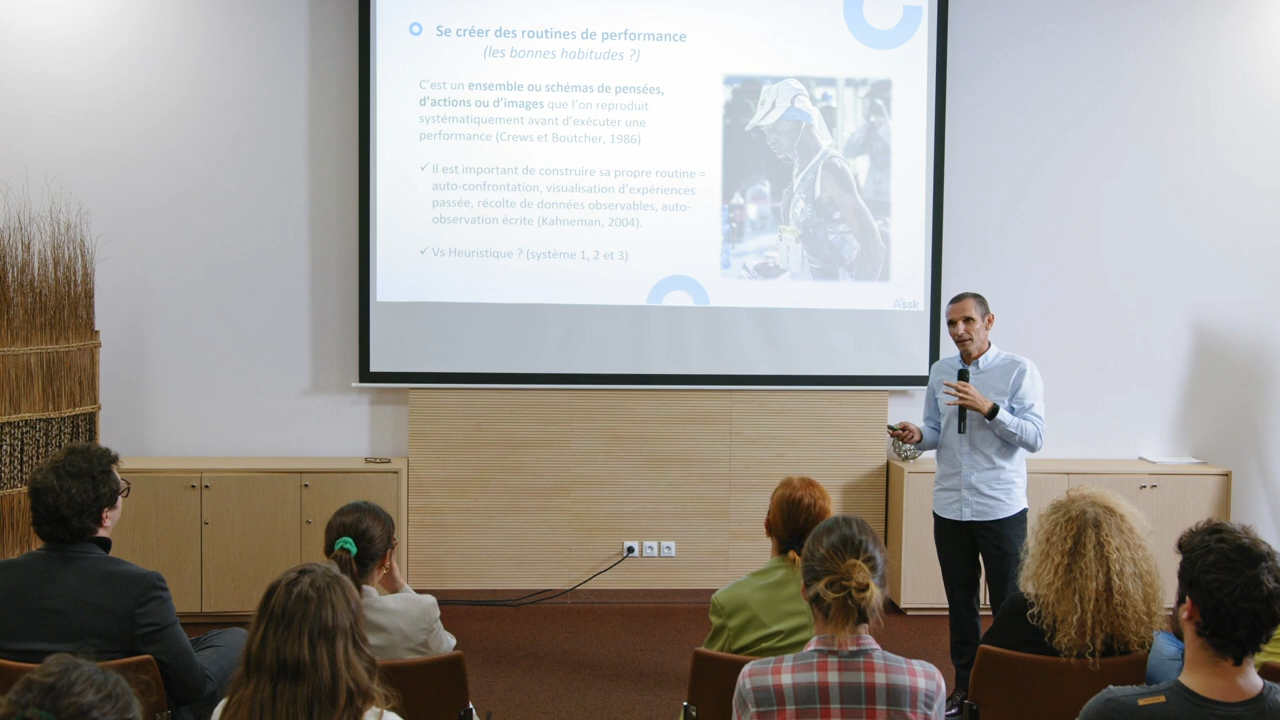 Se créer des routines de performance
(les bonnes habitudes ?)
C'est un ensemble ou schémas de pensées,
d'actions ou d'images que l'on reproduit
systématiquement avant d'exécuter une
performance (Crews et Boutcher, 1986)
✓ Il est important de construire sa propre routine =
auto-confrontation, visualisation d'expériences
passée, récolte de données observables, auto-
observation écrite (Kahneman, 2004).
✓ Vs Heuristique ? (système 1, 2 et 3)
Assk